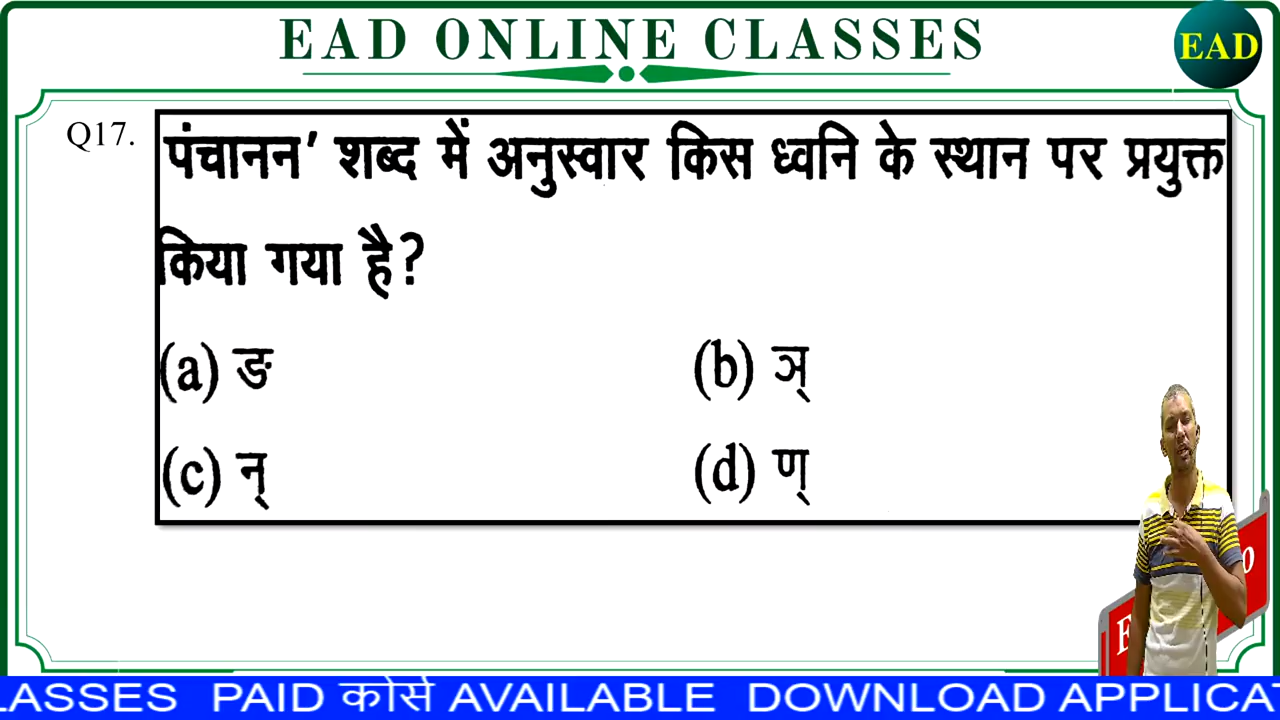 EAD ONLINE CLASSES
EAD
Q17. पंचानन’ शब्द में अनुस्वार किस ध्वनि के स्थान पर प्रयुक्त
किया गया है?
(a) ङ (b) ञ्
(c) न् (d) ण्
LASSES PAID कोर्स AVAILABLE DOWNLOAD APPLICAT